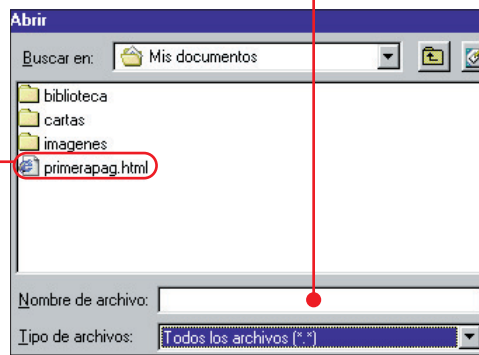 Abrir
Buscar en: Mis documentos
biblioteca
cartas
imagenes
primerapag.html
Nombre de archivo:
Tipo de archivos: Todos los archivos (*.*)